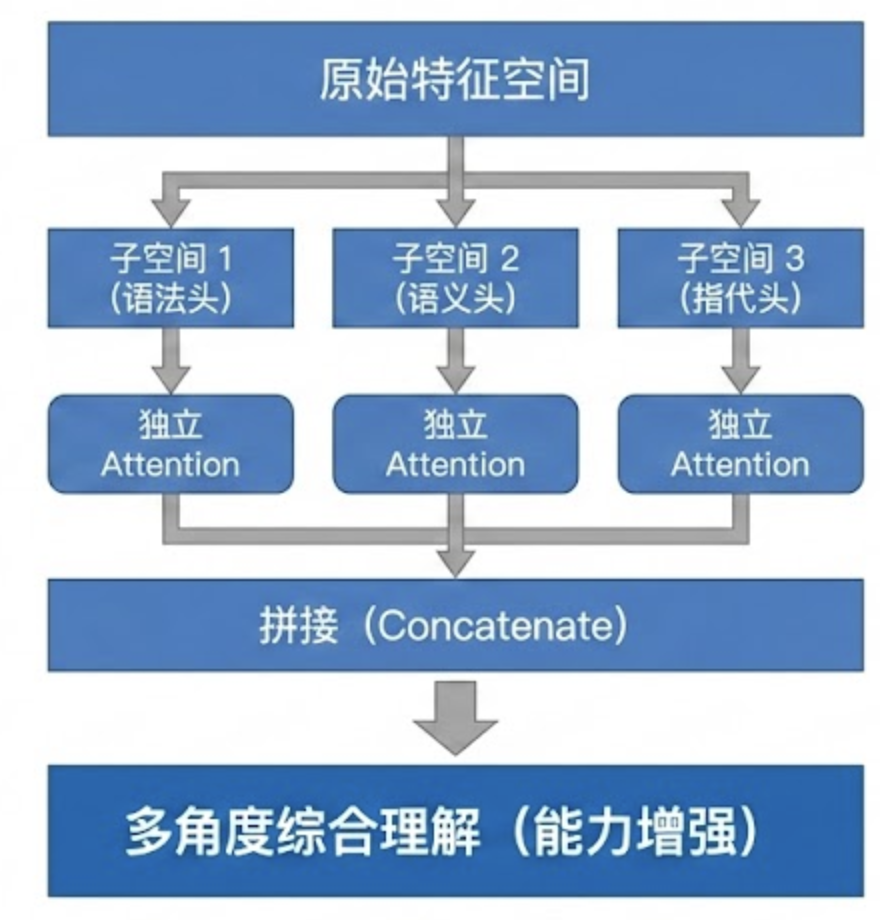 原始特征空间
子空间 1
(语法头)
子空间 2
(语义头)
子空间 3
(指代头)
独立
Attention
独立
Attention
独立
Attention
拼接（Concatenate）
多角度综合理解（能力增强）